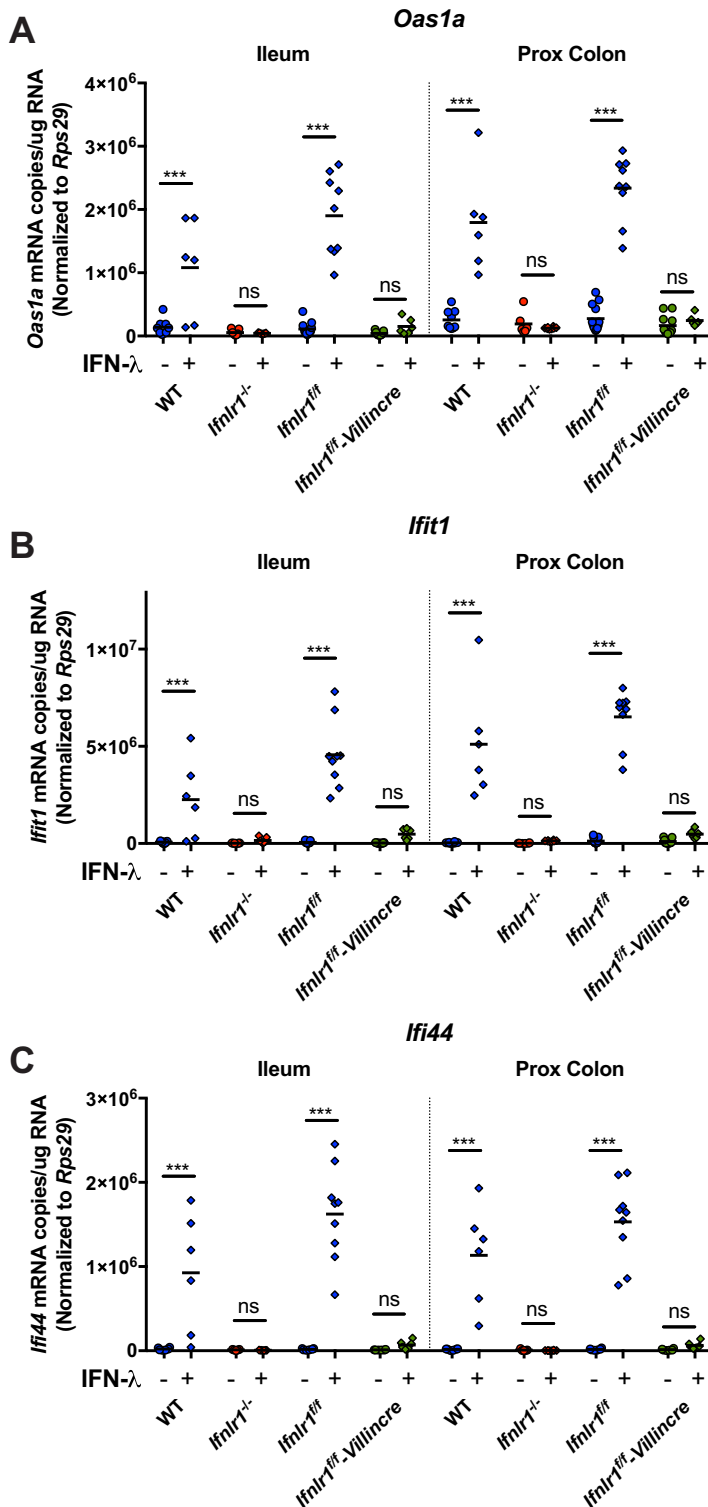 A
Oas1a
Ileum
Prox Colon
Oas1a mRNA copies/ug RNA
(Normalized to Rps29)
4×10⁶
3×10⁶
2×10⁶
1×10⁶
0
*** ns *** ns *** ns *** ns
IFN-λ - + - + - + - + - + - + - + - +
WT Ifnlr1⁻/⁻ Ifnlr1ᶠ/ᶠ Ifnlr1ᶠ/ᶠ-Villincre WT Ifnlr1⁻/⁻ Ifnlr1ᶠ/ᶠ Ifnlr1ᶠ/ᶠ-Villincre
B
Ifit1
Ileum
Prox Colon
Ifit1 mRNA copies/ug RNA
(Normalized to Rps29)
1×10⁷
5×10⁶
0
*** ns *** ns *** ns *** ns
IFN-λ - + - + - + - + - + - + - + - +
WT Ifnlr1⁻/⁻ Ifnlr1ᶠ/ᶠ Ifnlr1ᶠ/ᶠ-Villincre WT Ifnlr1⁻/⁻ Ifnlr1ᶠ/ᶠ Ifnlr1ᶠ/ᶠ-Villincre
C
Ifi44
Ileum
Prox Colon
Ifi44 mRNA copies/ug RNA
(Normalized to Rps29)
3×10⁶
2×10⁶
1×10⁶
0
*** ns *** ns *** ns *** ns
IFN-λ - + - + - + - + - + - + - + - +
WT Ifnlr1⁻/⁻ Ifnlr1ᶠ/ᶠ Ifnlr1ᶠ/ᶠ-Villincre WT Ifnlr1⁻/⁻ Ifnlr1ᶠ/ᶠ Ifnlr1ᶠ/ᶠ-Villincre